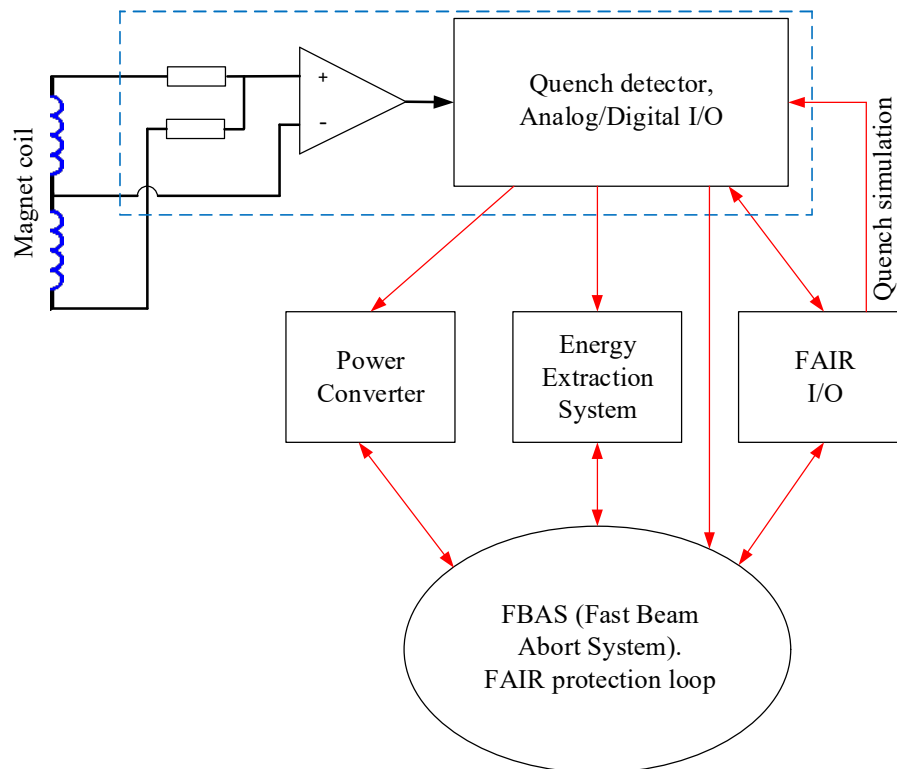 Magnet coil
+
-
Quench detector,
Analog/Digital I/O
Quench simulation
Power
Converter
Energy
Extraction
System
FAIR
I/O
FBAS (Fast Beam
Abort System).
FAIR protection loop